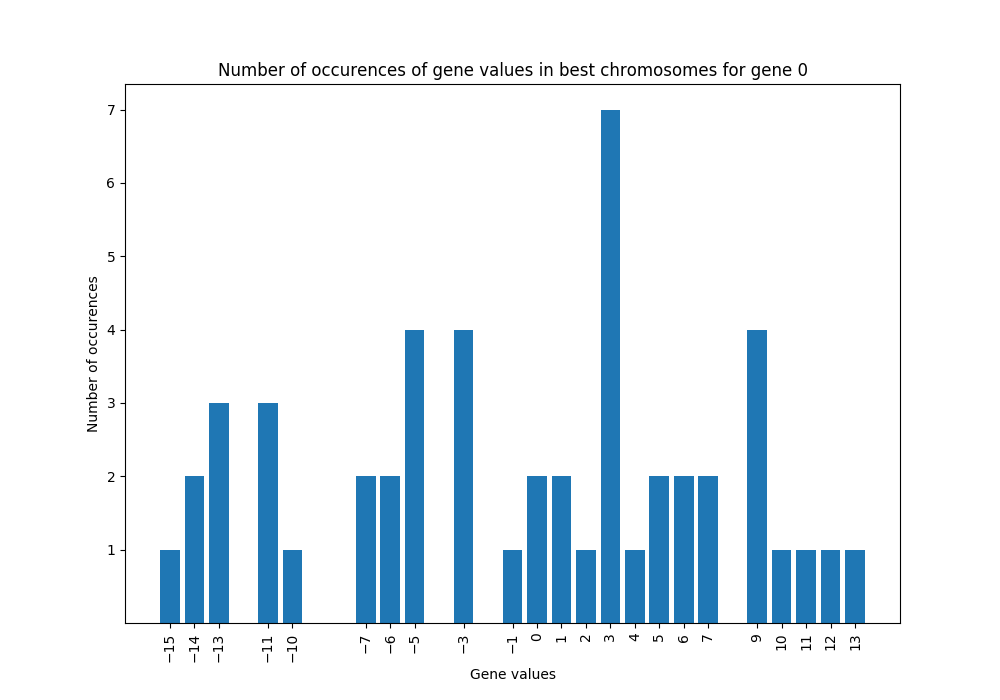 Number of occurences of gene values in best chromosomes for gene 0
7
6
5
4
3
2
1
Number of occurences
−15 −14 −13 −11 −10 −7 −6 −5 −3 −1 0 1 2 3 4 5 6 7 9 10 11 12 13
Gene values